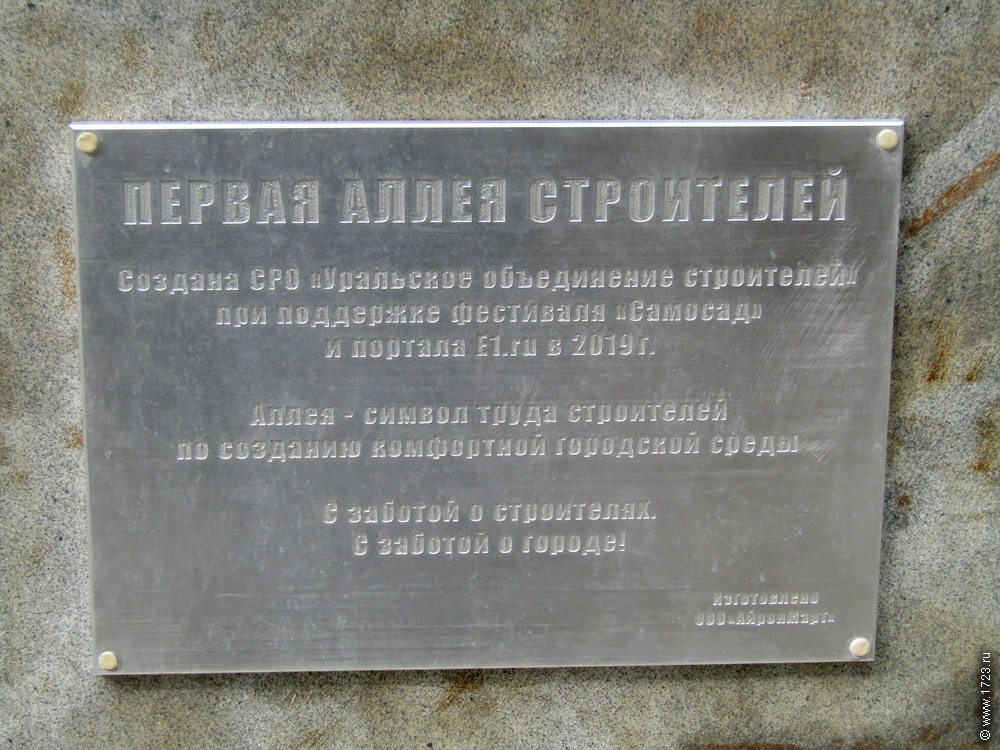 ПЕРВАЯ АЛЛЕЯ СТРОИТЕЛЕЙ
Создана СРО «Уральское объединение строителей»
при поддержке фестиваля «Самосад»
и портала E1.ru в 2019 г.
Аллея - символ труда строителей
по созданию комфортной городской среды
С заботой о строителях.
С заботой о городе!
Изготовлено
ООО «АйронМарт»
© www.1723.ru